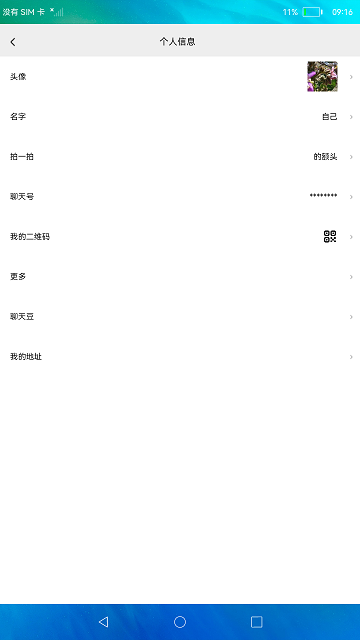 没有 SIM 卡 11% 09:16
个人信息
头像
名字 自己
拍一拍 的额头
聊天号 ********
我的二维码
更多
聊天豆
我的地址